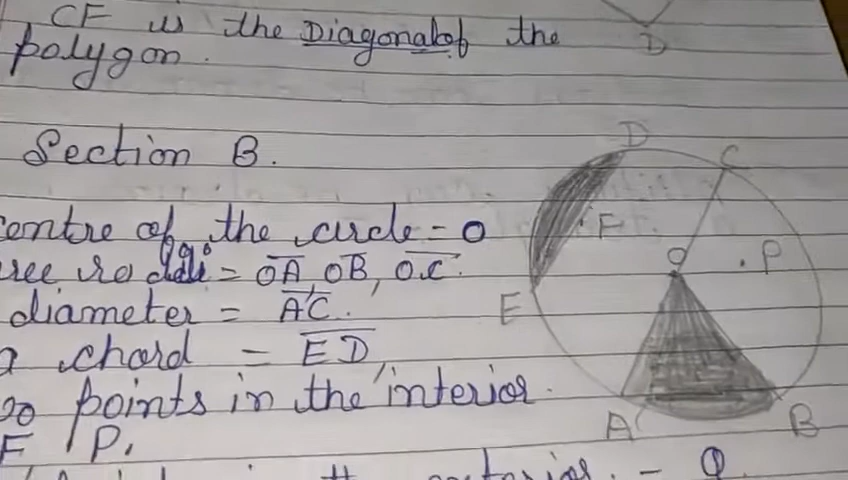 CF is the Diagonal of the
polygon.
D
Section B.
centre of the circle = O
ree radii = OA, OB, OC.
diameter = AC.
a chord = ED
points in the interior.
F, P.
- Q
D
C
F
O
.P
E
A
B